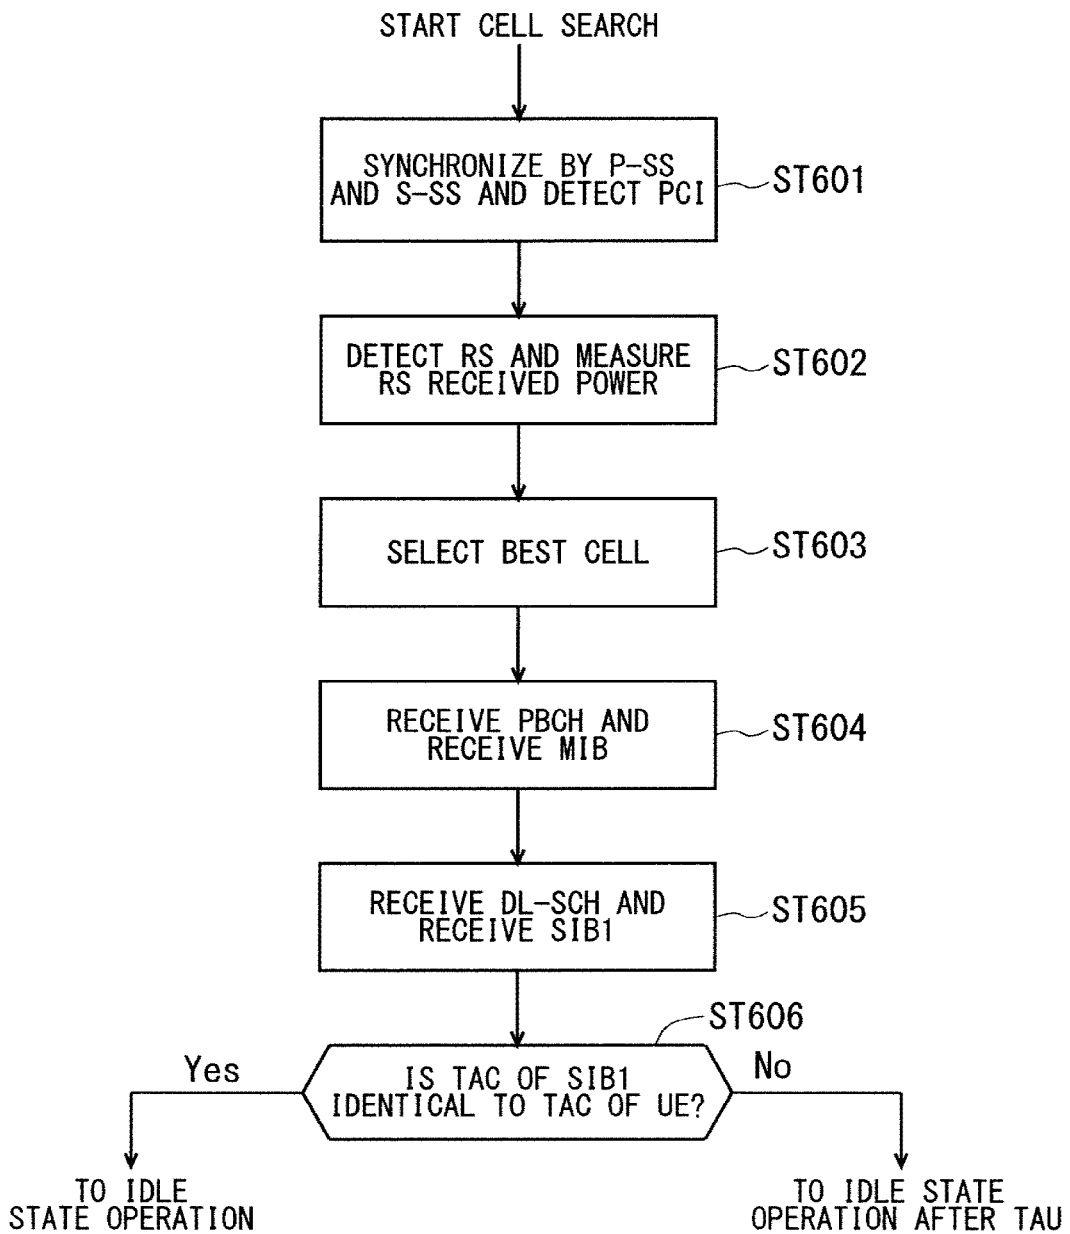 START CELL SEARCH
SYNCHRONIZE BY P-SS
AND S-SS AND DETECT PCI
ST601
DETECT RS AND MEASURE
RS RECEIVED POWER
ST602
SELECT BEST CELL
ST603
RECEIVE PBCH AND
RECEIVE MIB
ST604
RECEIVE DL-SCH AND
RECEIVE SIB1
ST605
ST606
Yes
No
IS TAC OF SIB1
IDENTICAL TO TAC OF UE?
TO IDLE
STATE OPERATION
TO IDLE STATE
OPERATION AFTER TAU